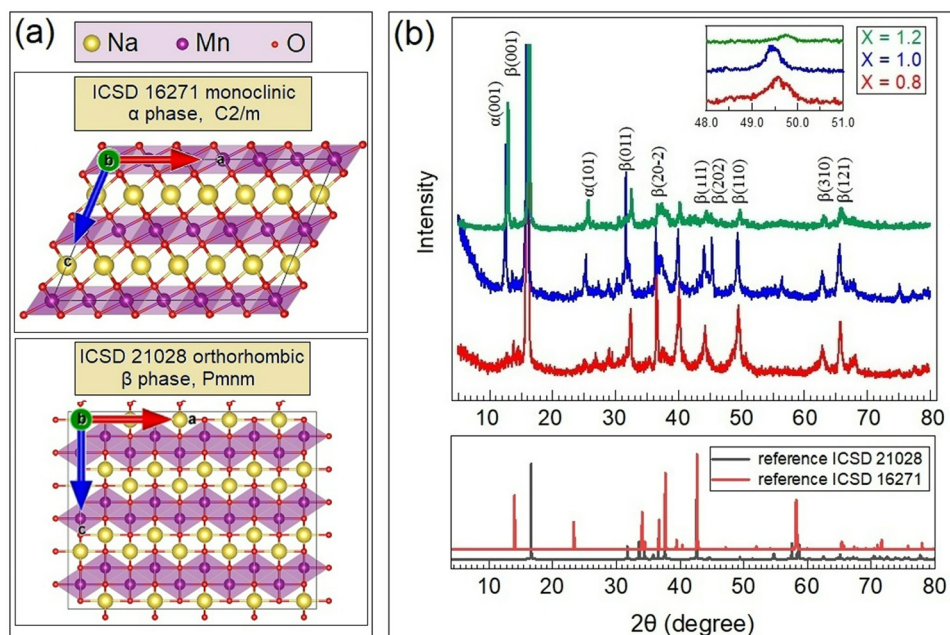 (a)
Na Mn O
ICSD 16271 monoclinic
α phase, C2/m
b
a
c
ICSD 21028 orthorhombic
β phase, Pmnm
b
a
c
(b)
Intensity
α(001)
β(001)
α(101)
β(011)
β(20-2)
β(111)
β(202)
β(110)
β(310)
β(121)
48.0 49.0 50.0 51.0
X = 1.2
X = 1.0
X = 0.8
10 20 30 40 50 60 70 80
reference ICSD 21028
reference ICSD 16271
10 20 30 40 50 60 70 80
2θ (degree)